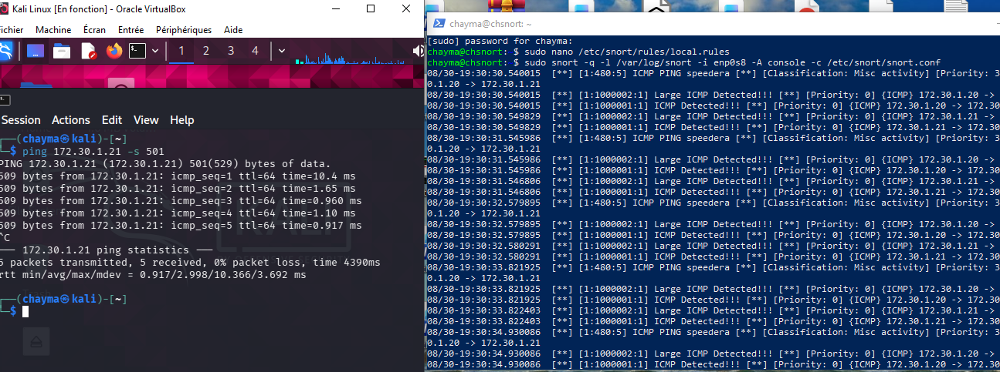 Kali Linux [En fonction] - Oracle VirtualBox
Fichier Machine Écran Entrée Périphériques Aide
1 2 3 4
Session Actions Edit View Help
┌──(chayma㉿kali)-[~]
└─$ ping 172.30.1.21 -s 501
PING 172.30.1.21 (172.30.1.21) 501(529) bytes of data.
509 bytes from 172.30.1.21: icmp_seq=1 ttl=64 time=10.4 ms
509 bytes from 172.30.1.21: icmp_seq=2 ttl=64 time=1.65 ms
509 bytes from 172.30.1.21: icmp_seq=3 ttl=64 time=0.960 ms
509 bytes from 172.30.1.21: icmp_seq=4 ttl=64 time=1.10 ms
509 bytes from 172.30.1.21: icmp_seq=5 ttl=64 time=0.917 ms
^C
─── 172.30.1.21 ping statistics ───
5 packets transmitted, 5 received, 0% packet loss, time 4390ms
rtt min/avg/max/mdev = 0.917/2.998/10.366/3.692 ms
┌──(chayma㉿kali)-[~]
└─$
chayma@chsnort: ~
[sudo] password for chayma:
chayma@chsnort:~$ sudo nano /etc/snort/rules/local.rules
chayma@chsnort:~$ sudo snort -q -l /var/log/snort -i enp0s8 -A console -c /etc/snort/snort.conf
08/30-19:30:30.540015 [**] [1:480:5] ICMP PING speedera [**] [Classification: Misc activity] [Priority: 3
0.1.20 -> 172.30.1.21
08/30-19:30:30.540015 [**] [1:1000002:1] Large ICMP Detected!!! [**] [Priority: 0] {ICMP} 172.30.1.20 ->
08/30-19:30:30.540015 [**] [1:1000001:1] ICMP Detected!!! [**] [Priority: 0] {ICMP} 172.30.1.20 -> 172.30
08/30-19:30:30.549829 [**] [1:1000002:1] Large ICMP Detected!!! [**] [Priority: 0] {ICMP} 172.30.1.21 ->
08/30-19:30:30.549829 [**] [1:1000001:1] ICMP Detected!!! [**] [Priority: 0] {ICMP} 172.30.1.21 -> 172.30
08/30-19:30:31.545986 [**] [1:480:5] ICMP PING speedera [**] [Classification: Misc activity] [Priority: 3
0.1.20 -> 172.30.1.21
08/30-19:30:31.545986 [**] [1:1000002:1] Large ICMP Detected!!! [**] [Priority: 0] {ICMP} 172.30.1.20 ->
08/30-19:30:31.545986 [**] [1:1000001:1] ICMP Detected!!! [**] [Priority: 0] {ICMP} 172.30.1.20 -> 172.30
08/30-19:30:31.546806 [**] [1:1000002:1] Large ICMP Detected!!! [**] [Priority: 0] {ICMP} 172.30.1.21 ->
08/30-19:30:31.546806 [**] [1:1000001:1] ICMP Detected!!! [**] [Priority: 0] {ICMP} 172.30.1.21 -> 172.30
08/30-19:30:32.579895 [**] [1:480:5] ICMP PING speedera [**] [Classification: Misc activity] [Priority: 3
0.1.20 -> 172.30.1.21
08/30-19:30:32.579895 [**] [1:1000002:1] Large ICMP Detected!!! [**] [Priority: 0] {ICMP} 172.30.1.20 ->
08/30-19:30:32.579895 [**] [1:1000001:1] ICMP Detected!!! [**] [Priority: 0] {ICMP} 172.30.1.20 -> 172.30
08/30-19:30:32.580291 [**] [1:1000002:1] Large ICMP Detected!!! [**] [Priority: 0] {ICMP} 172.30.1.21 ->
08/30-19:30:32.580291 [**] [1:1000001:1] ICMP Detected!!! [**] [Priority: 0] {ICMP} 172.30.1.21 -> 172.30
08/30-19:30:33.821925 [**] [1:480:5] ICMP PING speedera [**] [Classification: Misc activity] [Priority: 3
0.1.20 -> 172.30.1.21
08/30-19:30:33.821925 [**] [1:1000002:1] Large ICMP Detected!!! [**] [Priority: 0] {ICMP} 172.30.1.20 ->
08/30-19:30:33.821925 [**] [1:1000001:1] ICMP Detected!!! [**] [Priority: 0] {ICMP} 172.30.1.20 -> 172.30
08/30-19:30:33.822403 [**] [1:1000002:1] Large ICMP Detected!!! [**] [Priority: 0] {ICMP} 172.30.1.21 ->
08/30-19:30:33.822403 [**] [1:1000001:1] ICMP Detected!!! [**] [Priority: 0] {ICMP} 172.30.1.21 -> 172.30
08/30-19:30:34.930086 [**] [1:480:5] ICMP PING speedera [**] [Classification: Misc activity] [Priority: 3
0.1.20 -> 172.30.1.21
08/30-19:30:34.930086 [**] [1:1000002:1] Large ICMP Detected!!! [**] [Priority: 0] {ICMP} 172.30.1.20 ->
08/30-19:30:34.930086 [**] [1:1000001:1] ICMP Detected!!! [**] [Priority: 0] {ICMP} 172.30.1.20 -> 172.30